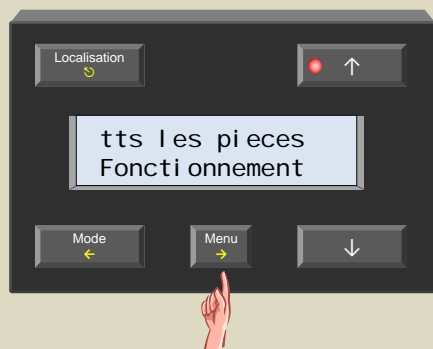 Localisation
tts les pieces
Fonctionnement
Mode
Menu